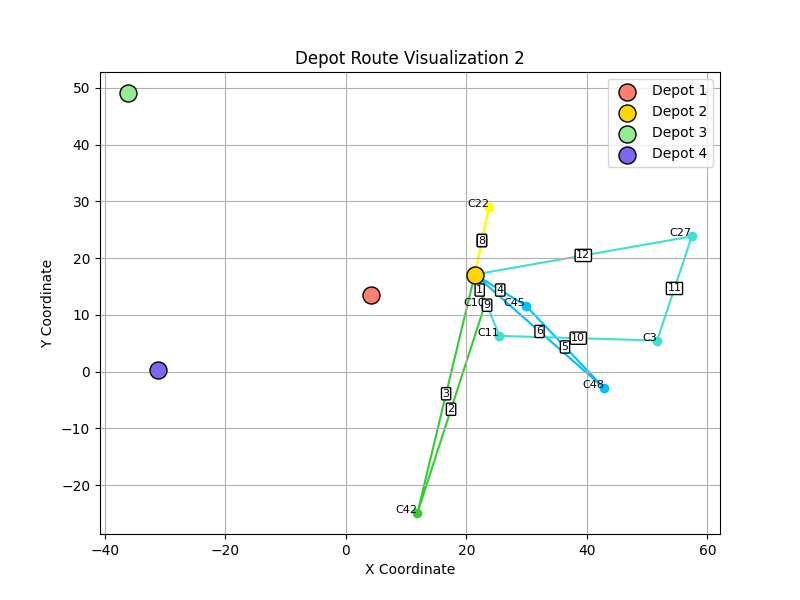 Depot Route Visualization 2
Depot 1
Depot 2
Depot 3
Depot 4
Y Coordinate
50
40
30
20
10
0
−10
−20
C22
8
C27
12
11
1
4
C10
9
C45
C11
6
10
5
C3
C48
3
2
C42
−40
−20
0
20
40
60
X Coordinate